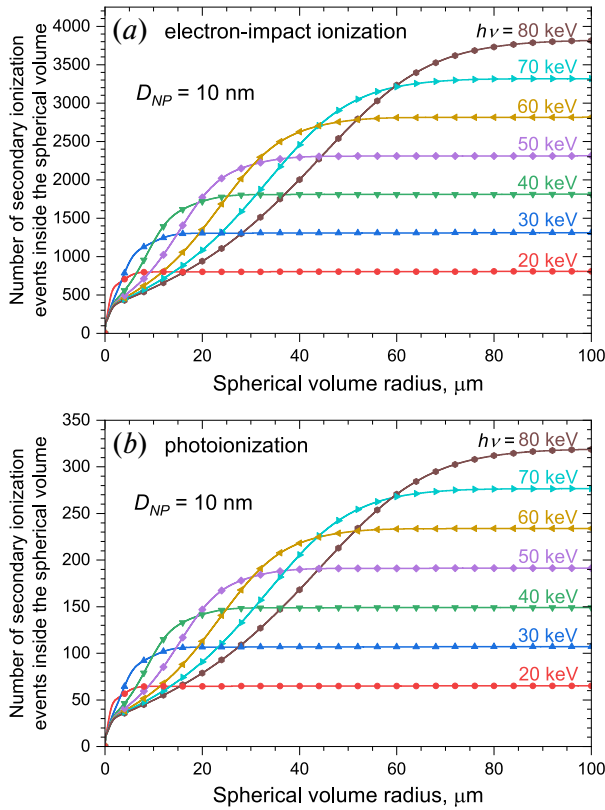 (a) electron-impact ionization
hν = 80 keV
70 keV
60 keV
50 keV
40 keV
30 keV
20 keV
D_NP = 10 nm
Number of secondary ionization
events inside the spherical volume
4000
3500
3000
2500
2000
1500
1000
500
0
0 20 40 60 80 100
Spherical volume radius, μm
(b) photoionization
hν = 80 keV
70 keV
60 keV
50 keV
40 keV
30 keV
20 keV
D_NP = 10 nm
Number of secondary ionization
events inside the spherical volume
350
300
250
200
150
100
50
0
0 20 40 60 80 100
Spherical volume radius, μm